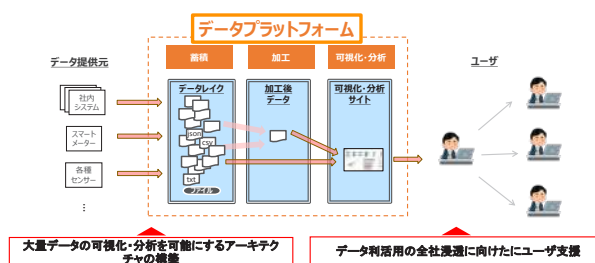 データプラットフォーム
データ提供元
蓄積
加工
可視化・分析
ユーザ
社内
システム
スマート
メーター
各種
センサー
⋮
データレイク
json
csv
txt
ファイル
加工後
データ
可視化・分析
サイト
大量データの可視化・分析を可能にするアーキテク
チャの構築
データ利活用の全社浸透に向けたにユーザ支援